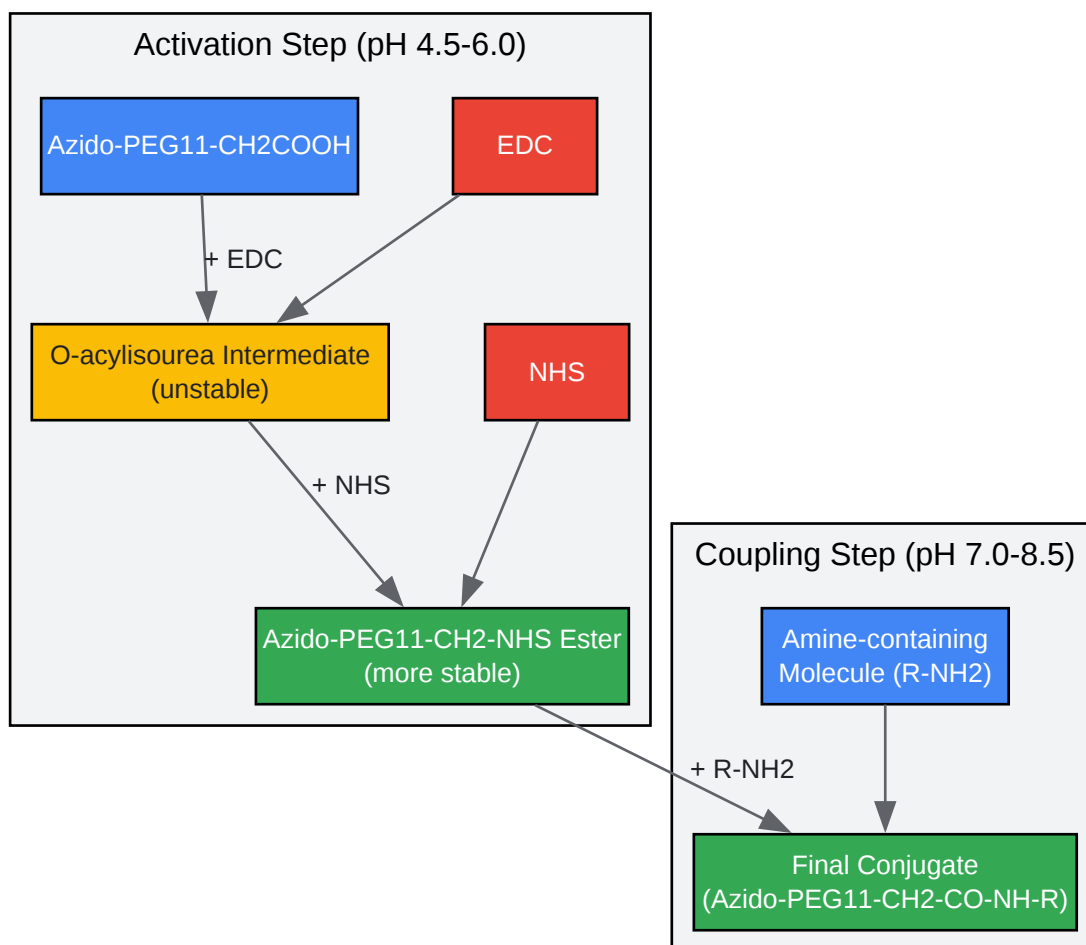 Activation Step (pH 4.5-6.0)
Azido-PEG11-CH2COOH
EDC
+ EDC
O-acylisourea Intermediate
(unstable)
NHS
+ NHS
Azido-PEG11-CH2-NHS Ester
(more stable)
Coupling Step (pH 7.0-8.5)
Amine-containing
Molecule (R-NH2)
+ R-NH2
Final Conjugate
(Azido-PEG11-CH2-CO-NH-R)